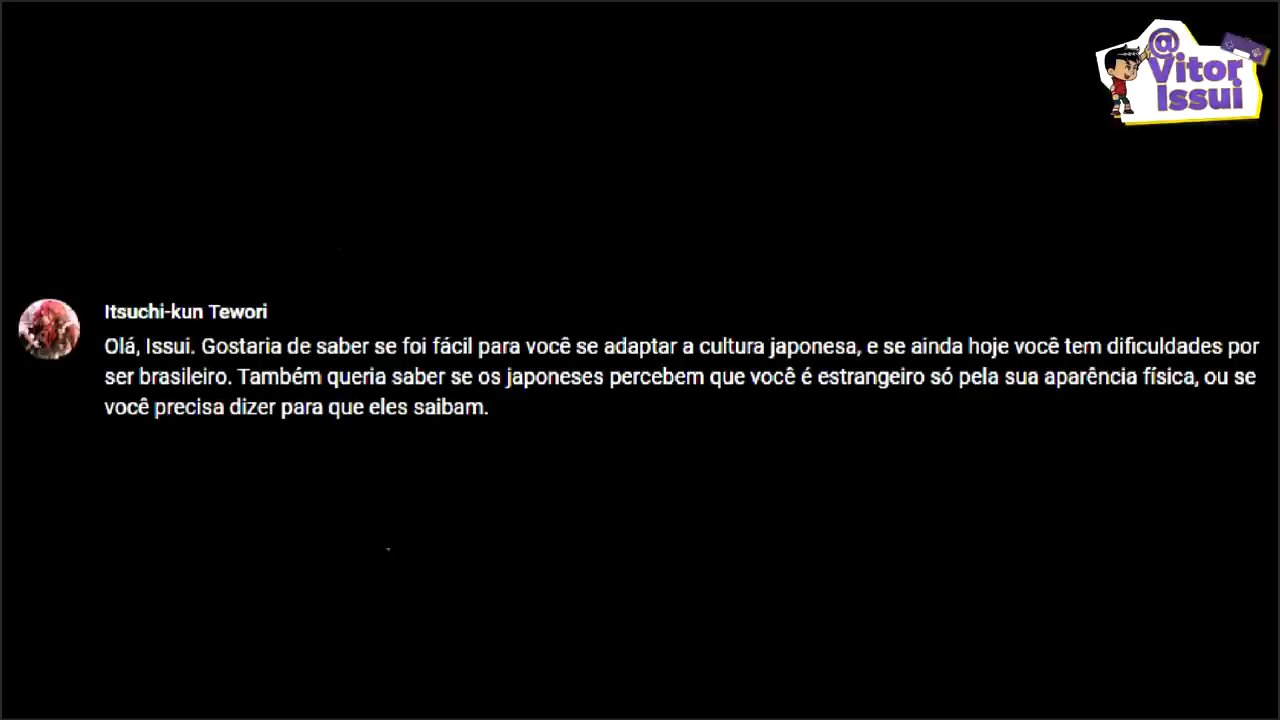 @
Vitor
Issui
Itsuchi-kun Tewori
Olá, Issui. Gostaria de saber se foi fácil para você se adaptar a cultura japonesa, e se ainda hoje você tem dificuldades por
ser brasileiro. Também queria saber se os japoneses percebem que você é estrangeiro só pela sua aparência física, ou se
você precisa dizer para que eles saibam.